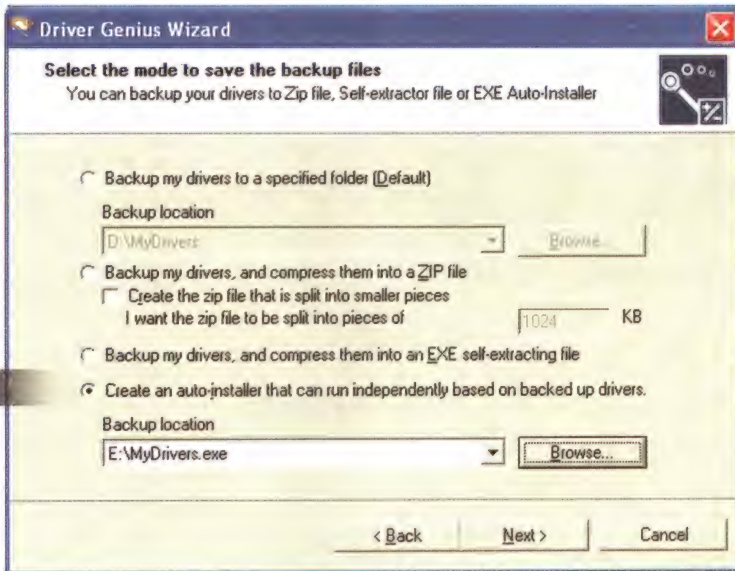 Driver Genius Wizard
Select the mode to save the backup files
You can backup your drivers to Zip file, Self-extractor file or EXE Auto-Installer
Backup my drivers to a specified folder (Default)
Backup location
D:\MyDrivers
Browse...
Backup my drivers, and compress them into a ZIP file
Create the zip file that is split into smaller pieces
I want the zip file to be split into pieces of
1024
KB
Backup my drivers, and compress them into an EXE self-extracting file
Create an auto-installer that can run independently based on backed up drivers.
Backup location
E:\MyDrivers.exe
Browse...
< Back
Next >
Cancel